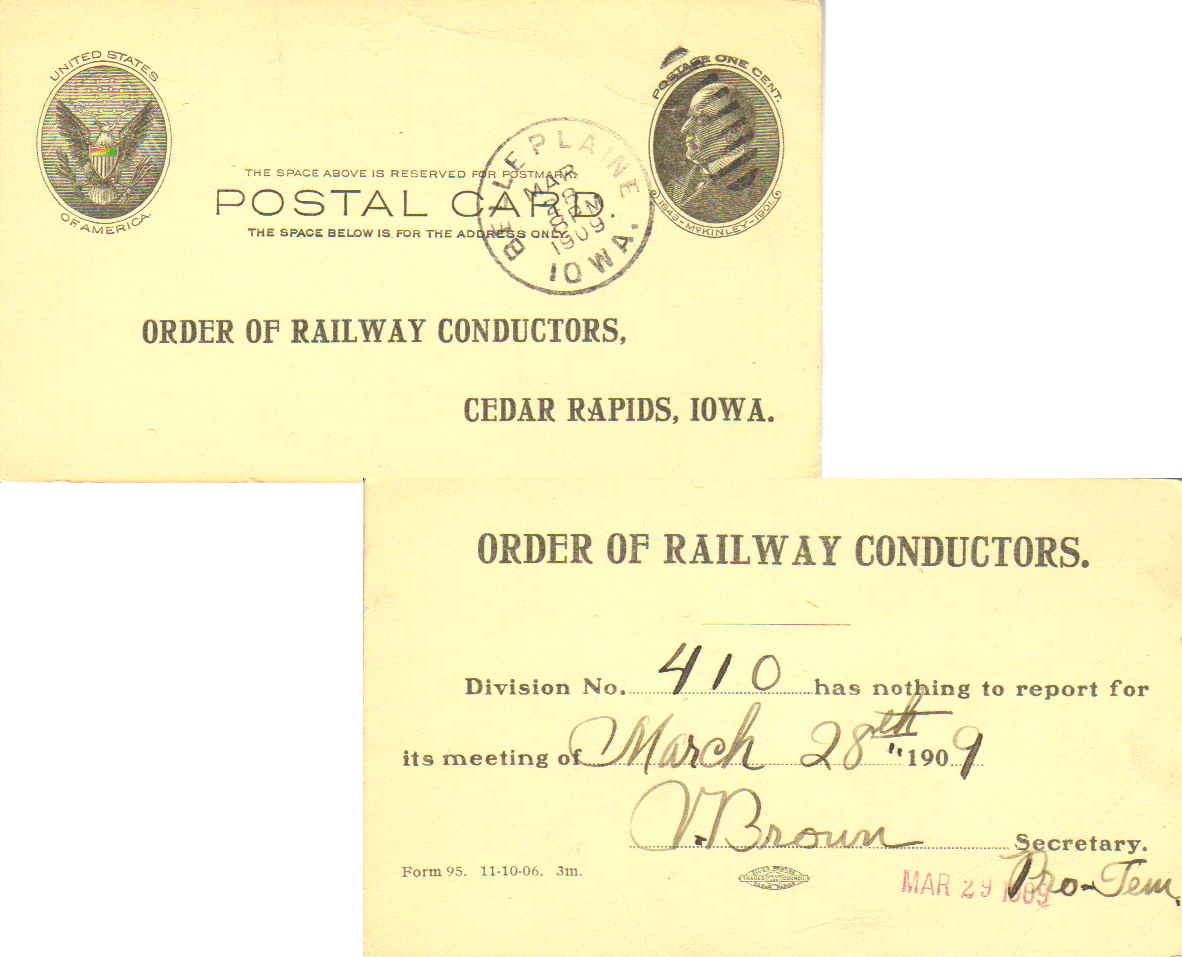 UNITED STATES
OF AMERICA.
POSTAGE ONE CENT.
1843-McKINLEY-1901.
THE SPACE ABOVE IS RESERVED FOR POSTMARK.
POSTAL CARD.
THE SPACE BELOW IS FOR THE ADDRESS ONLY.
BELLE PLAINE
MAR
28
8PM
1909
IOWA.
ORDER OF RAILWAY CONDUCTORS,
CEDAR RAPIDS, IOWA.
ORDER OF RAILWAY CONDUCTORS.
Division No. 410 has nothing to report for
its meeting of March 28th " 1909
V. Broun Secretary.
Pro-Tem,
Form 95. 11-10-06. 3m.
MAR 29 1909